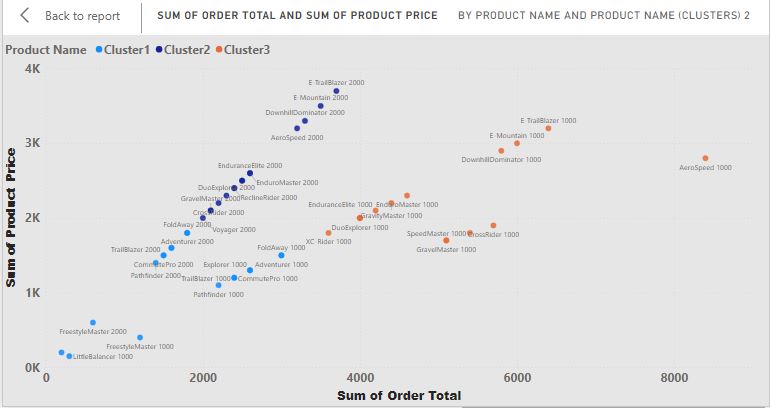 Back to report
SUM OF ORDER TOTAL AND SUM OF PRODUCT PRICE
BY PRODUCT NAME AND PRODUCT NAME (CLUSTERS) 2
Product Name Cluster1 Cluster2 Cluster3
4K
E-TrailBlazer 2000
E-Mountain 2000
DownhillDominator 2000
E-TrailBlazer 1000
AeroSpeed 2000
E-Mountain 1000
3K
DownhillDominator 1000
EnduranceElite 2000
AeroSpeed 1000
EnduroMaster 2000
DuoExplorer 2000
GravelMaster 2000
ReclineRider 2000
EnduranceElite 1000
EnduroMaster 1000
CrossRider 2000
GravityMaster 1000
2K
FoldAway 2000
Voyager 2000
DuoExplorer 1000
SpeedMaster 1000
CrossRider 1000
Adventurer 2000
XC-Rider 1000
TrailBlazer 2000
FoldAway 1000
GravelMaster 1000
CommutePro 2000
Explorer 1000
Adventurer 1000
Pathfinder 2000
TrailBlazer 1000
CommutePro 1000
1K
Pathfinder 1000
FreestyleMaster 2000
FreestyleMaster 1000
LittleBalancer 1000
0K
0 2000 4000 6000 8000
Sum of Product Price
Sum of Order Total